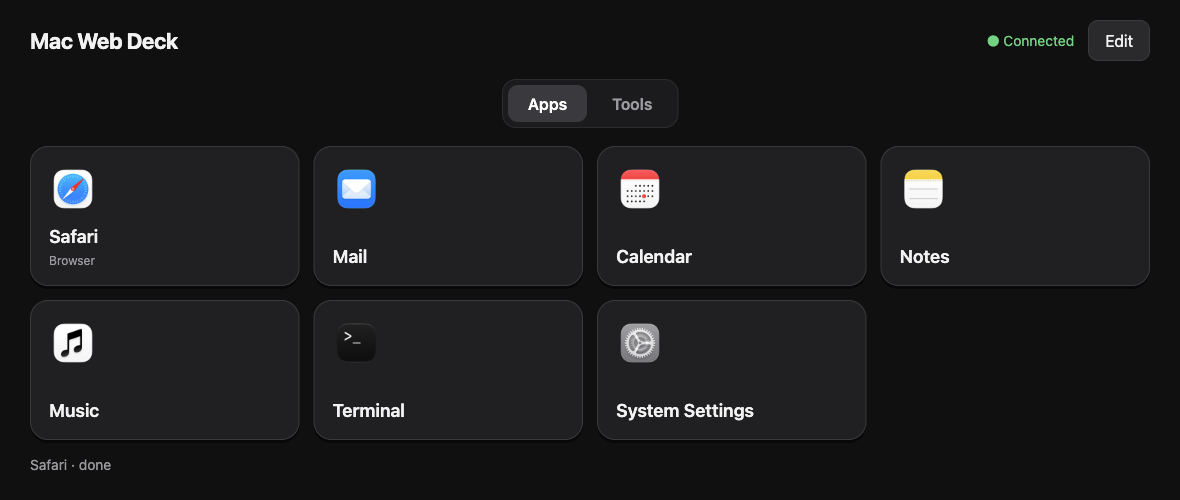 Mac Web Deck
Connected
Edit
Apps
Tools
Safari
Browser
Mail
Calendar
Notes
>_
Music
Terminal
System Settings
Safari · done